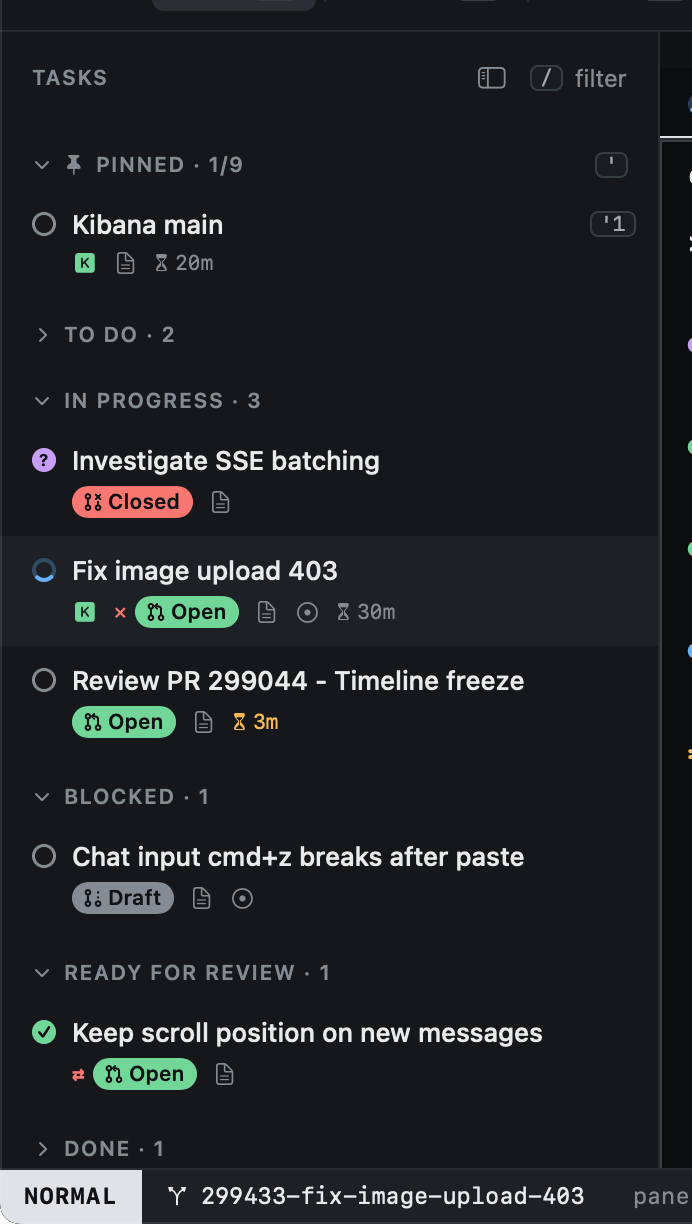 TASKS / filter
PINNED · 1/9 '
Kibana main '1
K 20m
TO DO · 2
IN PROGRESS · 3
? Investigate SSE batching
Closed
Fix image upload 403
K × Open 30m
Review PR 299044 - Timeline freeze
Open 3m
BLOCKED · 1
Chat input cmd+z breaks after paste
Draft
READY FOR REVIEW · 1
Keep scroll position on new messages
Open
DONE · 1
NORMAL 299433-fix-image-upload-403 pane